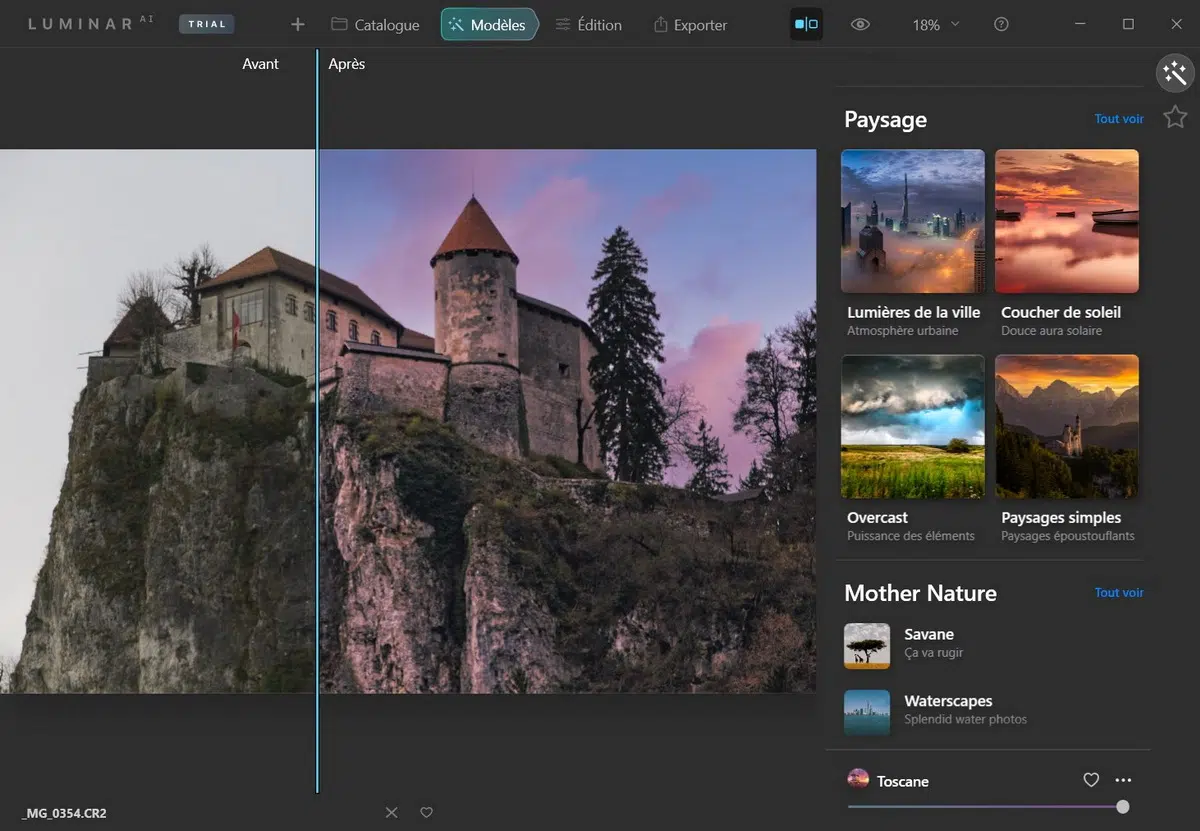 LUMINAR AI
TRIAL
Catalogue
Modèles
Édition
Exporter
18%
Avant
Après
Paysage
Tout voir
Lumières de la ville
Atmosphère urbaine
Coucher de soleil
Douce aura solaire
Overcast
Puissance des éléments
Paysages simples
Paysages époustouflants
Mother Nature
Tout voir
Savane
Ça va rugir
Waterscapes
Splendid water photos
Toscane
_MG_0354.CR2